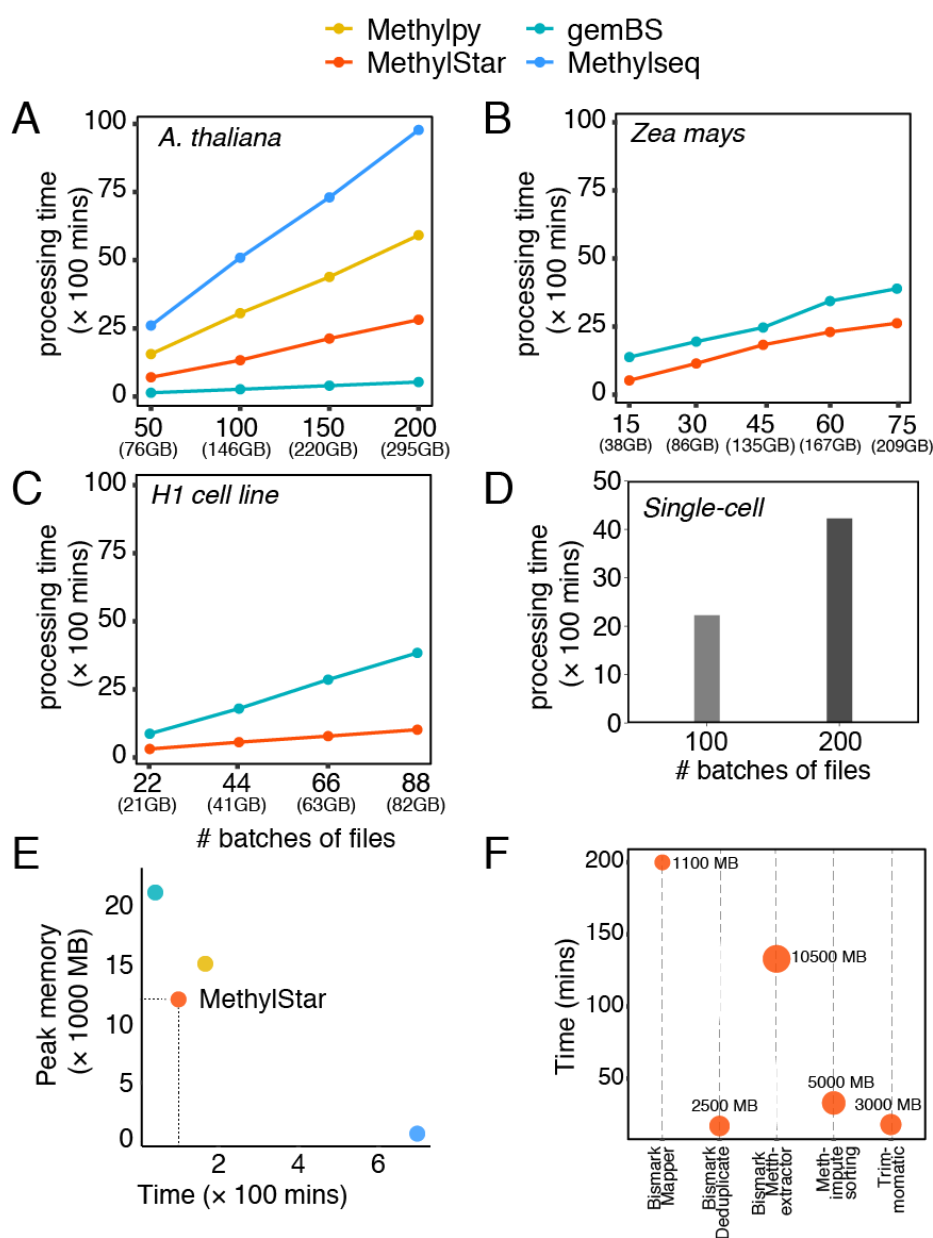 Methylpy
gemBS
MethylStar
Methylseq
A
A. thaliana
processing time
(× 100 mins)
100
75
50
25
0
50
100
150
200
(76GB)
(146GB)
(220GB)
(295GB)
B
Zea mays
processing time
(× 100 mins)
100
75
50
25
0
15
30
45
60
75
(38GB)
(86GB)
(135GB)
(167GB)
(209GB)
C
H1 cell line
processing time
(× 100 mins)
100
75
50
25
0
22
44
66
88
(21GB)
(41GB)
(63GB)
(82GB)
# batches of files
D
Single-cell
processing time
(× 100 mins)
50
40
30
20
10
0
100
200
# batches of files
E
Peak memory
(× 1000 MB)
20
15
10
5
0
MethylStar
2
4
6
Time (× 100 mins)
F
Time (mins)
200
150
100
50
1100 MB
10500 MB
2500 MB
5000 MB
3000 MB
Bismark
Mapper
Bismark
Deduplicate
Bismark
Meth-
extractor
Meth-
impute
sorting
Trim-
momatic